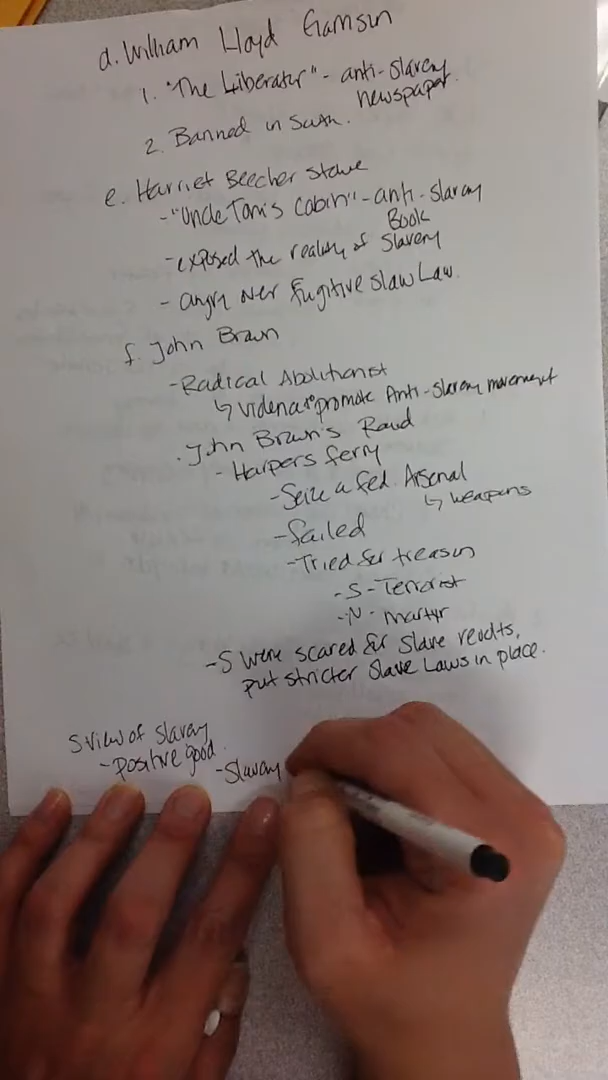 d. William Lloyd Garrison
1. "The Liberator" - anti-slavery
newspaper.
2. Banned in South.
e. Harriet Beecher Stowe
- "Uncle Tom's Cabin" - anti-slavery
Book
- exposed the reality of slavery
- angry over Fugitive Slave Law.
f. John Brown
- Radical Abolitionist
↳ violence to promote Anti-slavery movement
. John Brown's Raid
- Harpers ferry
- Seize a fed. Arsenal
↳ weapons
- failed
- Tried for treason
- S - Terrorist
- N - martyr
- S were scared for slave revolts,
put stricter slave Laws in place.
S view of slavery
- positive good.
- Slavery